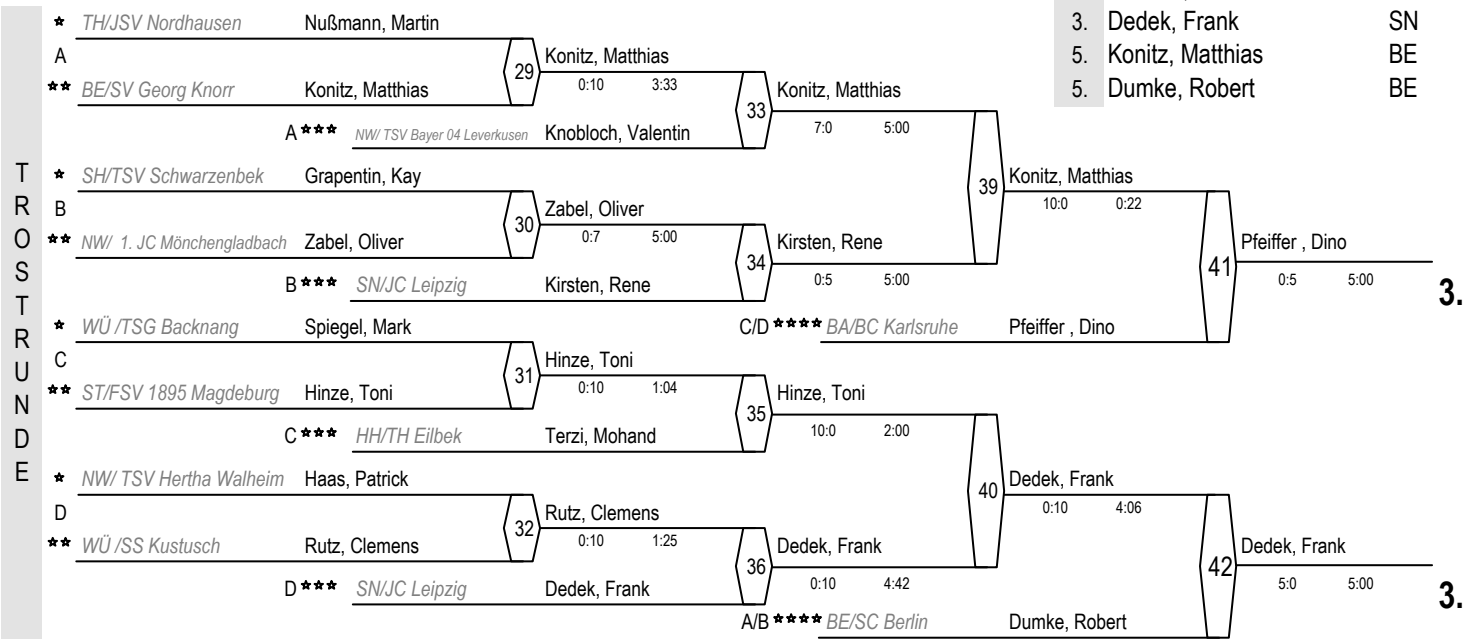 3. Dedek, Frank SN
5. Konitz, Matthias BE
5. Dumke, Robert BE
TROSTRUNDE
* TH/JSV Nordhausen Nußmann, Martin
A
** BE/SV Georg Knorr Konitz, Matthias
29 Konitz, Matthias
0:10 3:33
A *** NW/ TSV Bayer 04 Leverkusen Knobloch, Valentin
33 Konitz, Matthias
7:0 5:00
* SH/TSV Schwarzenbek Grapentin, Kay
B
** NW/ 1. JC Mönchengladbach Zabel, Oliver
30 Zabel, Oliver
0:7 5:00
B *** SN/JC Leipzig Kirsten, Rene
34 Kirsten, Rene
0:5 5:00
39 Konitz, Matthias
10:0 0:22
C/D **** BA/BC Karlsruhe Pfeiffer , Dino
41 Pfeiffer , Dino
0:5 5:00
3.
* WÜ /TSG Backnang Spiegel, Mark
C
** ST/FSV 1895 Magdeburg Hinze, Toni
31 Hinze, Toni
0:10 1:04
C *** HH/TH Eilbek Terzi, Mohand
35 Hinze, Toni
10:0 2:00
* NW/ TSV Hertha Walheim Haas, Patrick
D
** WÜ /SS Kustusch Rutz, Clemens
32 Rutz, Clemens
0:10 1:25
D *** SN/JC Leipzig Dedek, Frank
36 Dedek, Frank
0:10 4:42
40 Dedek, Frank
0:10 4:06
A/B **** BE/SC Berlin Dumke, Robert
42 Dedek, Frank
5:0 5:00
3.